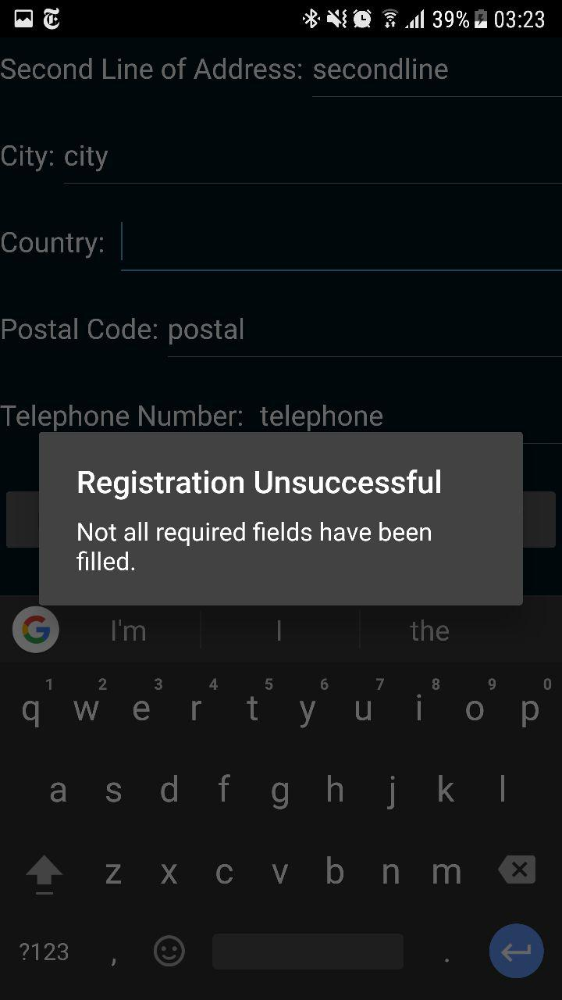 39% 03:23
Second Line of Address: secondline
City: city
Country:
Postal Code: postal
Telephone Number: telephone
Registration Unsuccessful
Not all required fields have been
filled.
I'm I the
1 2 3 4 5 6 7 8 9 0
q w e r t y u i o p
a s d f g h j k l
z x c v b n m
?123 , .